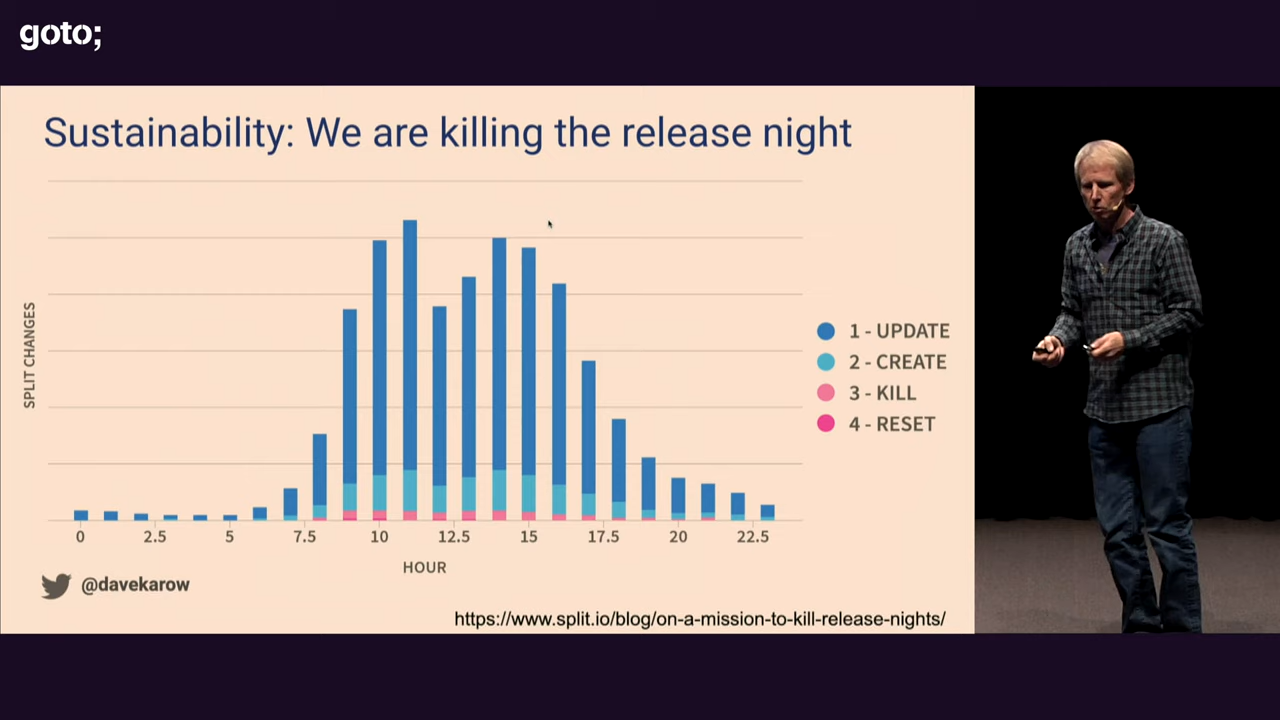 goto;
Sustainability: We are killing the release night
SPLIT CHANGES
1 - UPDATE
2 - CREATE
3 - KILL
4 - RESET
0 2.5 5 7.5 10 12.5 15 17.5 20 22.5
HOUR
@davekarow
https://www.split.io/blog/on-a-mission-to-kill-release-nights/